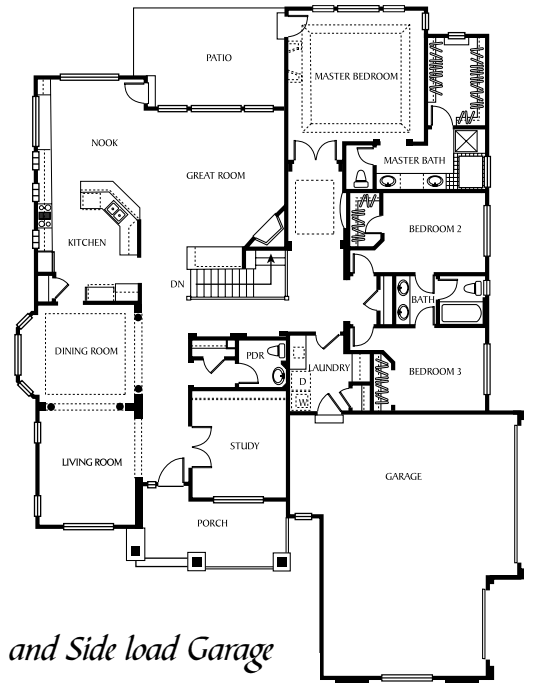 PATIO
MASTER BEDROOM
NOOK
MASTER BATH
GREAT ROOM
BEDROOM 2
KITCHEN
DN
BATH
DINING ROOM
PDR
LAUNDRY
BEDROOM 3
D
W
STUDY
LIVING ROOM
GARAGE
PORCH
and Side load Garage